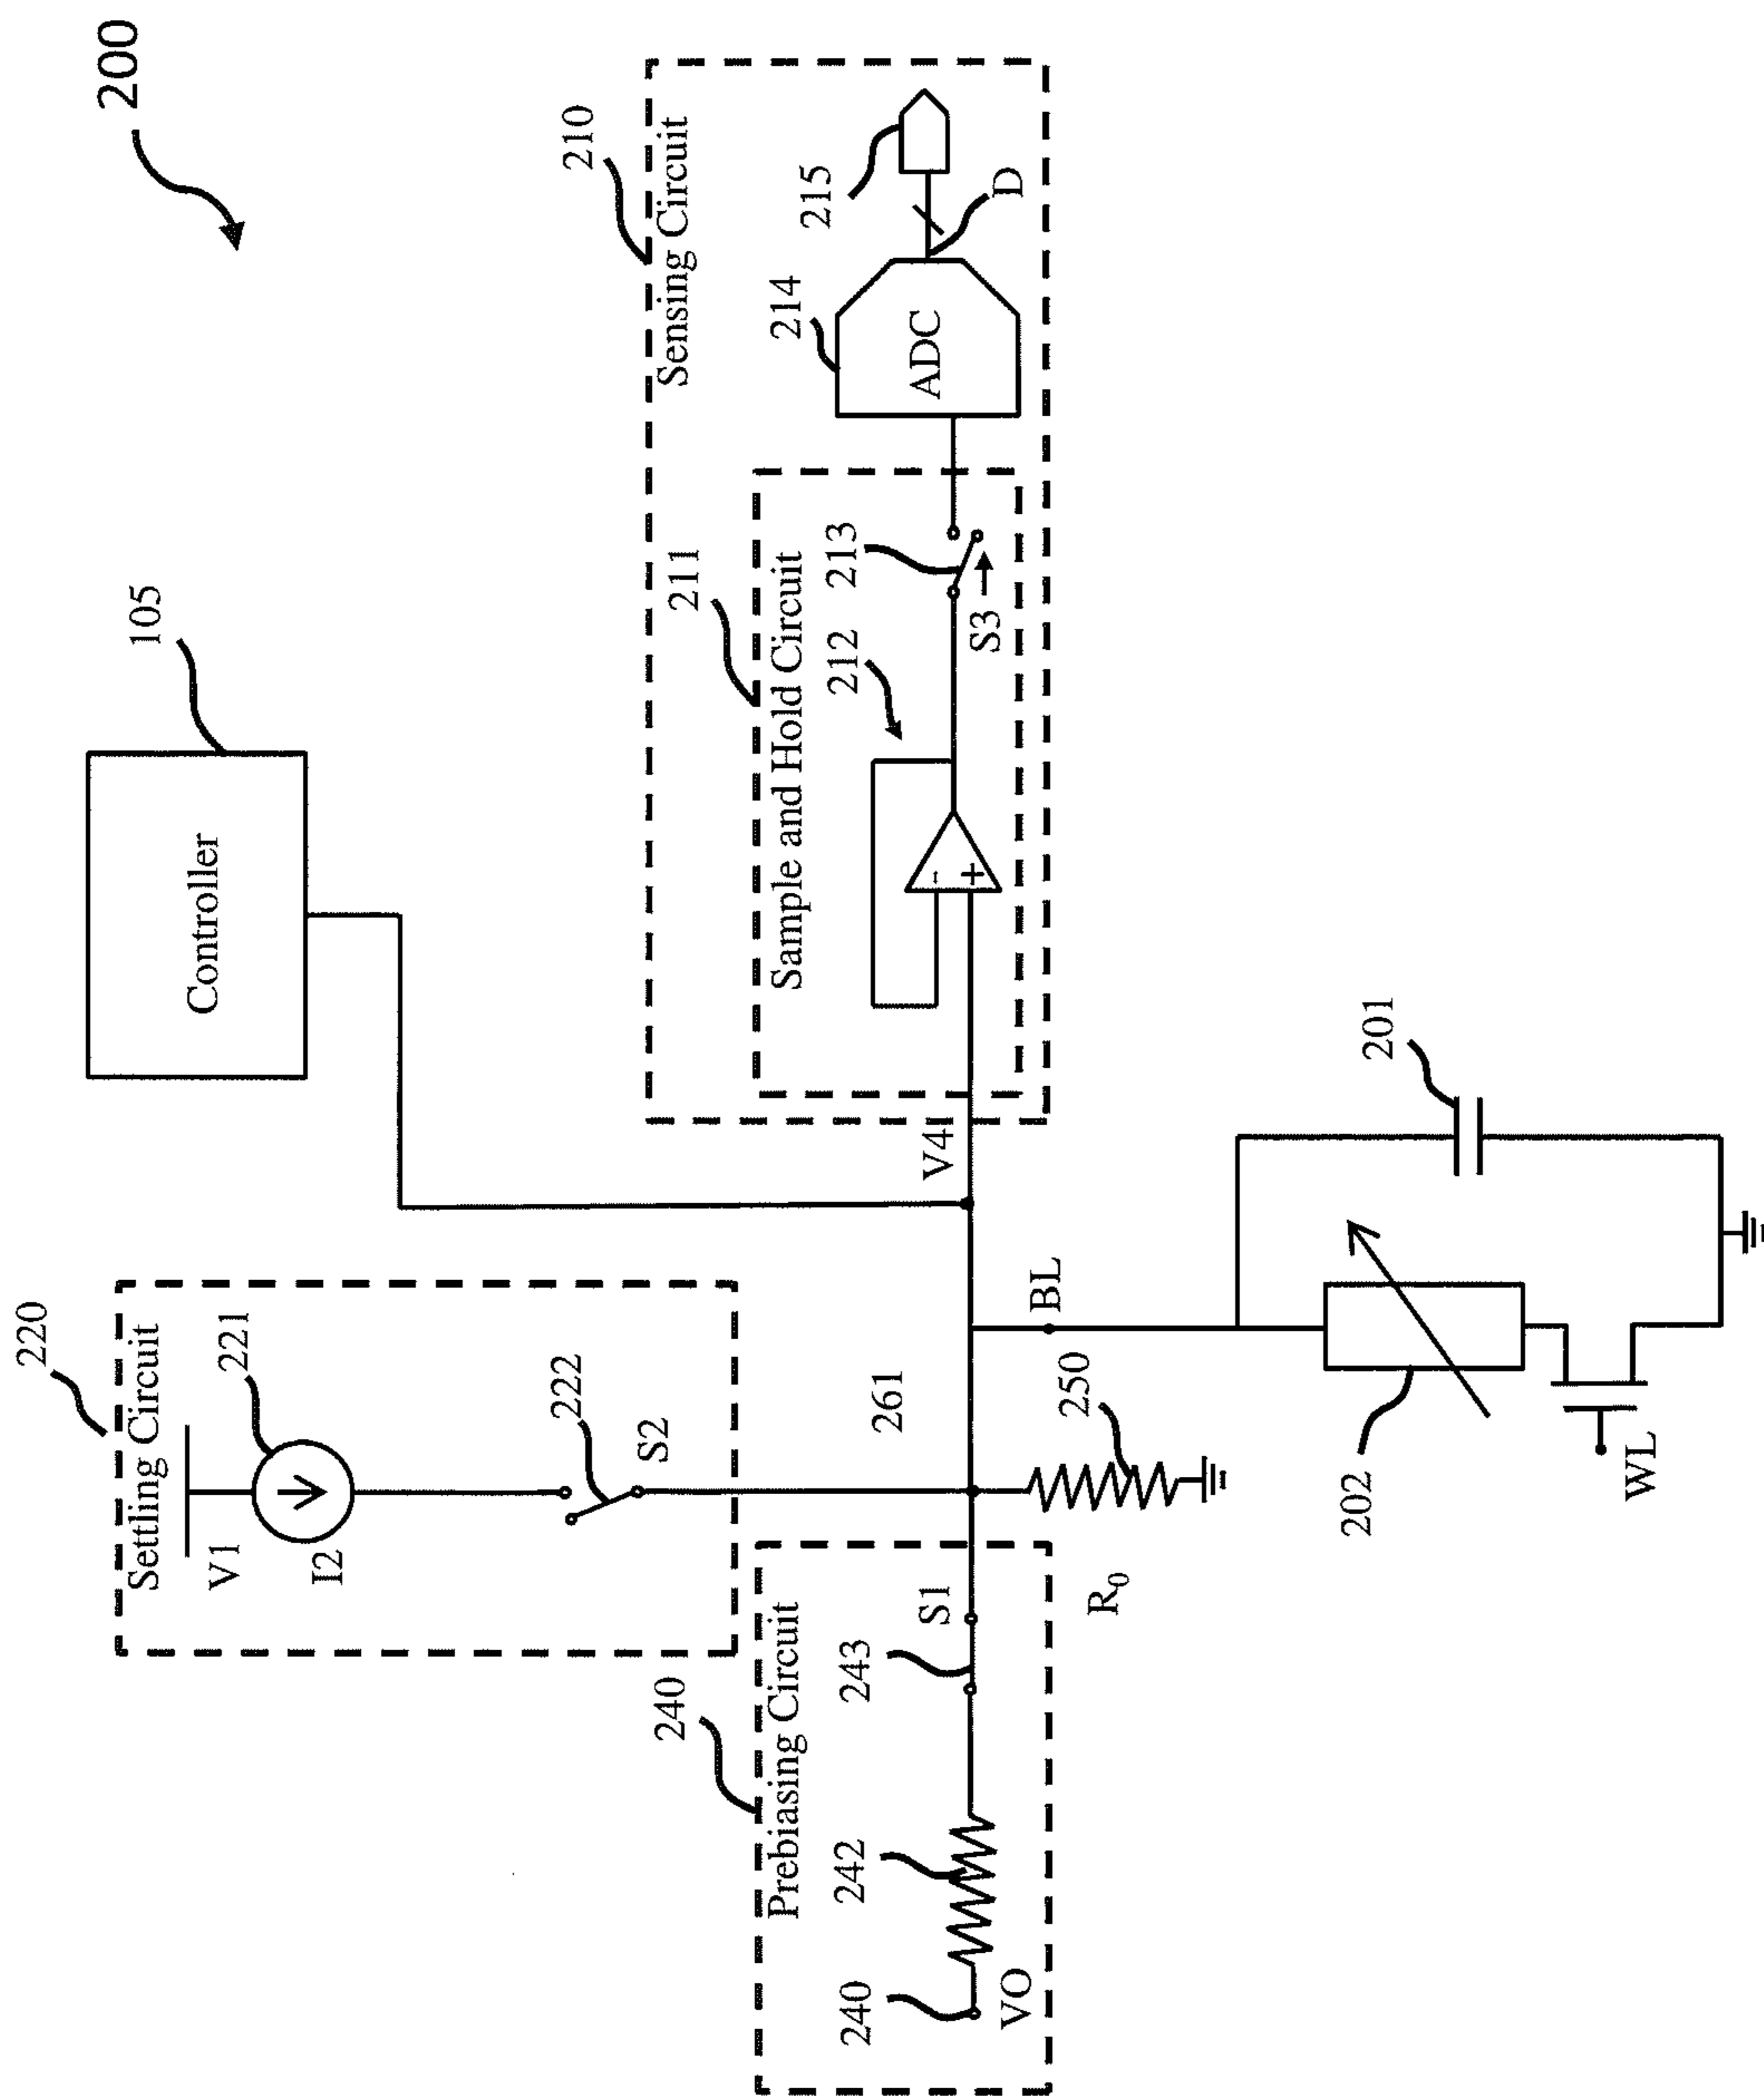 200
105
Controller
220
Settling Circuit
V1
221
I2
222
S2
210
Sensing Circuit
211
Sample and Hold Circuit
212
213
S3
214
ADC
215
D
240
Prebiasing Circuit
240
VO
242
243
S1
261
V4
R₀
250
BL
202
WL
201
-
+